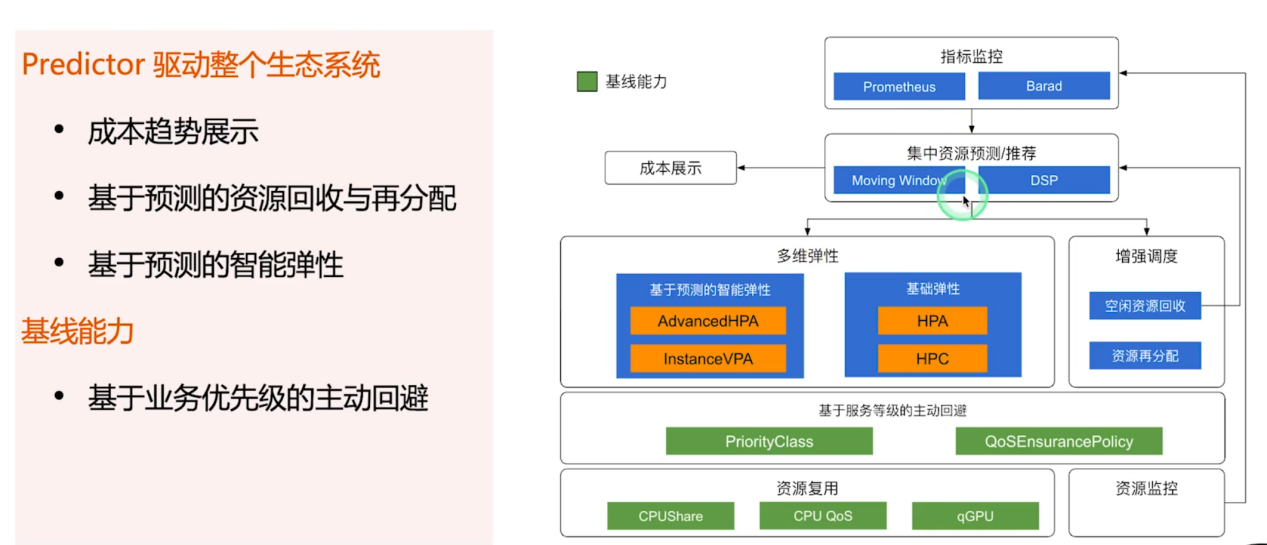 Predictor 驱动整个生态系统
• 成本趋势展示
• 基于预测的资源回收与再分配
• 基于预测的智能弹性
基线能力
• 基于业务优先级的主动回避
基线能力
指标监控
Prometheus
Barad
集中资源预测/推荐
Moving Window
DSP
成本展示
多维弹性
基于预测的智能弹性
AdvancedHPA
InstanceVPA
基础弹性
HPA
HPC
增强调度
空闲资源回收
资源再分配
基于服务等级的主动回避
PriorityClass
QoSEnsurancePolicy
资源复用
CPUShare
CPU QoS
qGPU
资源监控